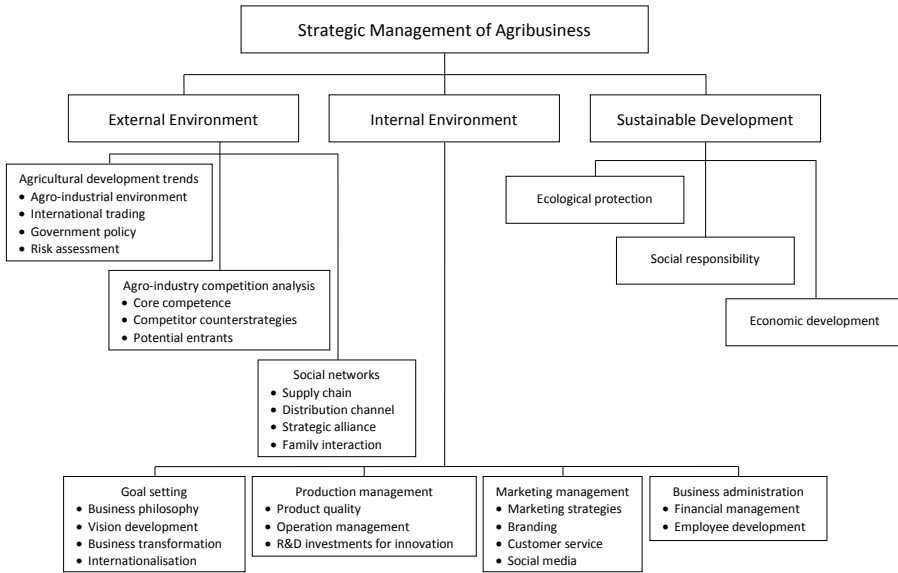 Strategic Management of Agribusiness
External Environment
Internal Environment
Sustainable Development
Agricultural development trends
• Agro-industrial environment
• International trading
• Government policy
• Risk assessment
Agro-industry competition analysis
• Core competence
• Competitor counterstrategies
• Potential entrants
Social networks
• Supply chain
• Distribution channel
• Strategic alliance
• Family interaction
Ecological protection
Social responsibility
Economic development
Goal setting
• Business philosophy
• Vision development
• Business transformation
• Internationalisation
Production management
• Product quality
• Operation management
• R&D investments for innovation
Marketing management
• Marketing strategies
• Branding
• Customer service
• Social media
Business administration
• Financial management
• Employee development